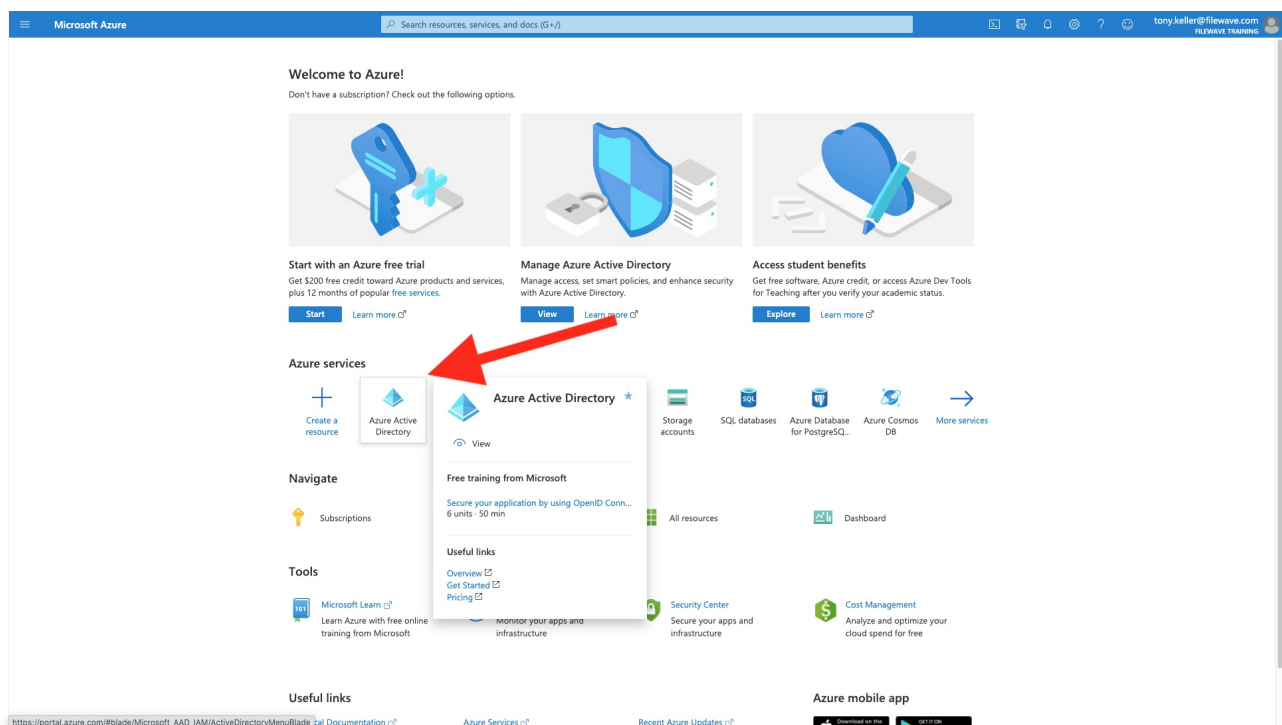 Microsoft Azure
Search resources, services, and docs (G+/)
tony.keller@filewave.com
FILEWAVE TRAINING
Welcome to Azure!
Don't have a subscription? Check out the following options.
Start with an Azure free trial
Get $200 free credit toward Azure products and services,
plus 12 months of popular free services.
Start Learn more
Manage Azure Active Directory
Manage access, set smart policies, and enhance security
with Azure Active Directory.
View Learn more
Access student benefits
Get free software, Azure credit, or access Azure Dev Tools
for Teaching after you verify your academic status.
Explore Learn more
Azure services
Create a
resource
Azure Active
Directory
Azure Active Directory
View
Free training from Microsoft
Secure your application by using OpenID Conn...
6 units · 50 min
Useful links
Overview
Get Started
Pricing
Storage
accounts
SQL
SQL databases
Azure Database
for PostgreSQ...
Azure Cosmos
DB
More services
Navigate
Subscriptions
All resources
Dashboard
Tools
101
Microsoft Learn
Learn Azure with free online
training from Microsoft
Monitor your apps and
infrastructure
Security Center
Secure your apps and
infrastructure
Cost Management
Analyze and optimize your
cloud spend for free
Useful links
Azure mobile app
https://portal.azure.com/#blade/Microsoft_AAD_IAM/ActiveDirectoryMenuBlade
Documentation
Azure Services
Recent Azure Updates
Download on the
GET IT ON